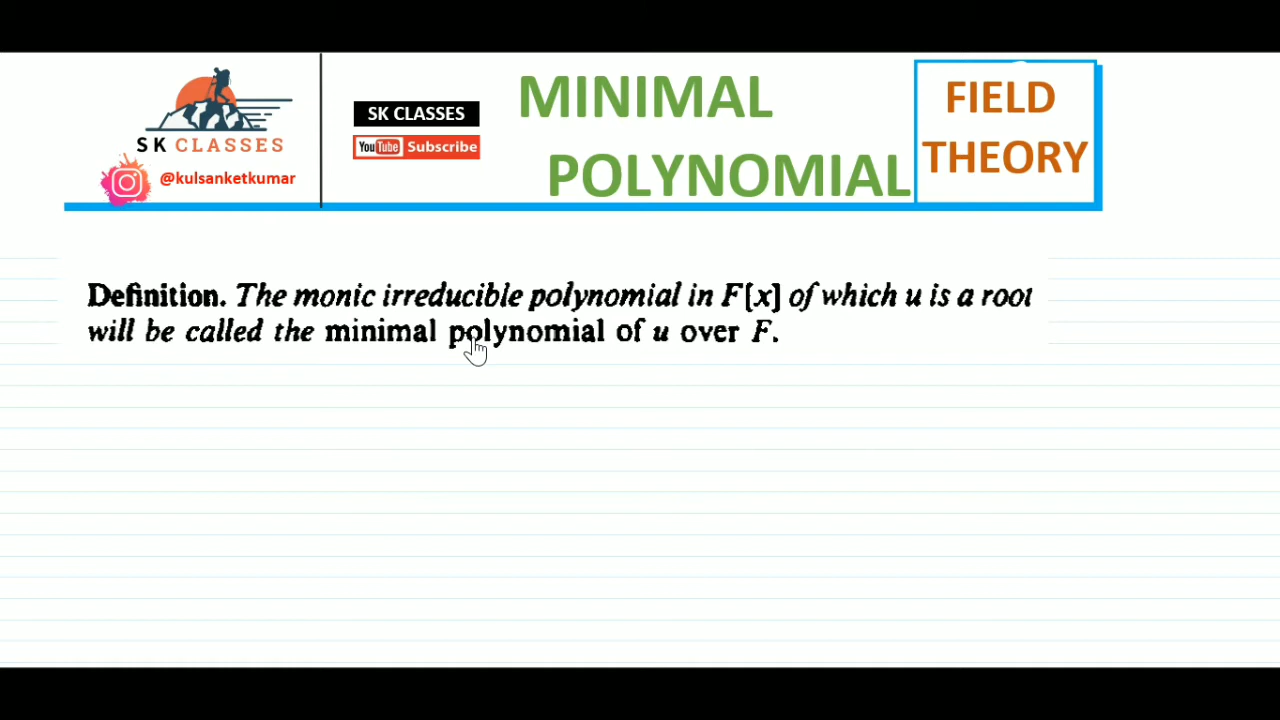 SK CLASSES
@kulsanketkumar
SK CLASSES
YouTube Subscribe
MINIMAL
POLYNOMIAL
FIELD
THEORY
Definition. The monic irreducible polynomial in F[x] of which u is a root
will be called the minimal polynomial of u over F.